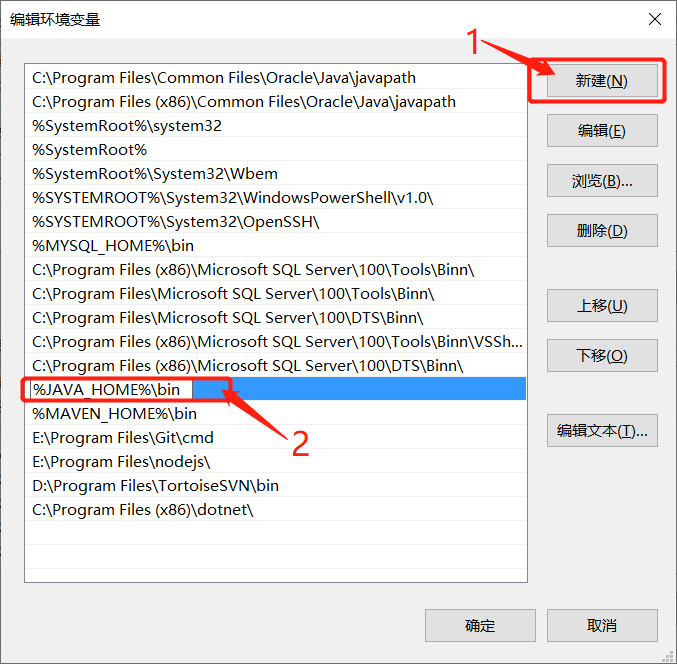 编辑环境变量
1
C:\Program Files\Common Files\Oracle\Java\javapath
C:\Program Files (x86)\Common Files\Oracle\Java\javapath
%SystemRoot%\system32
%SystemRoot%
%SystemRoot%\System32\Wbem
%SYSTEMROOT%\System32\WindowsPowerShell\v1.0\
%SYSTEMROOT%\System32\OpenSSH\
%MYSQL_HOME%\bin
C:\Program Files (x86)\Microsoft SQL Server\100\Tools\Binn\
C:\Program Files\Microsoft SQL Server\100\Tools\Binn\
C:\Program Files\Microsoft SQL Server\100\DTS\Binn\
C:\Program Files (x86)\Microsoft SQL Server\100\Tools\Binn\VSSh...
C:\Program Files (x86)\Microsoft SQL Server\100\DTS\Binn\
%JAVA_HOME%\bin
%MAVEN_HOME%\bin
E:\Program Files\Git\cmd
E:\Program Files\nodejs\
D:\Program Files\TortoiseSVN\bin
C:\Program Files (x86)\dotnet\
2
新建(N)
编辑(E)
浏览(B)...
删除(D)
上移(U)
下移(O)
编辑文本(T)...
确定
取消